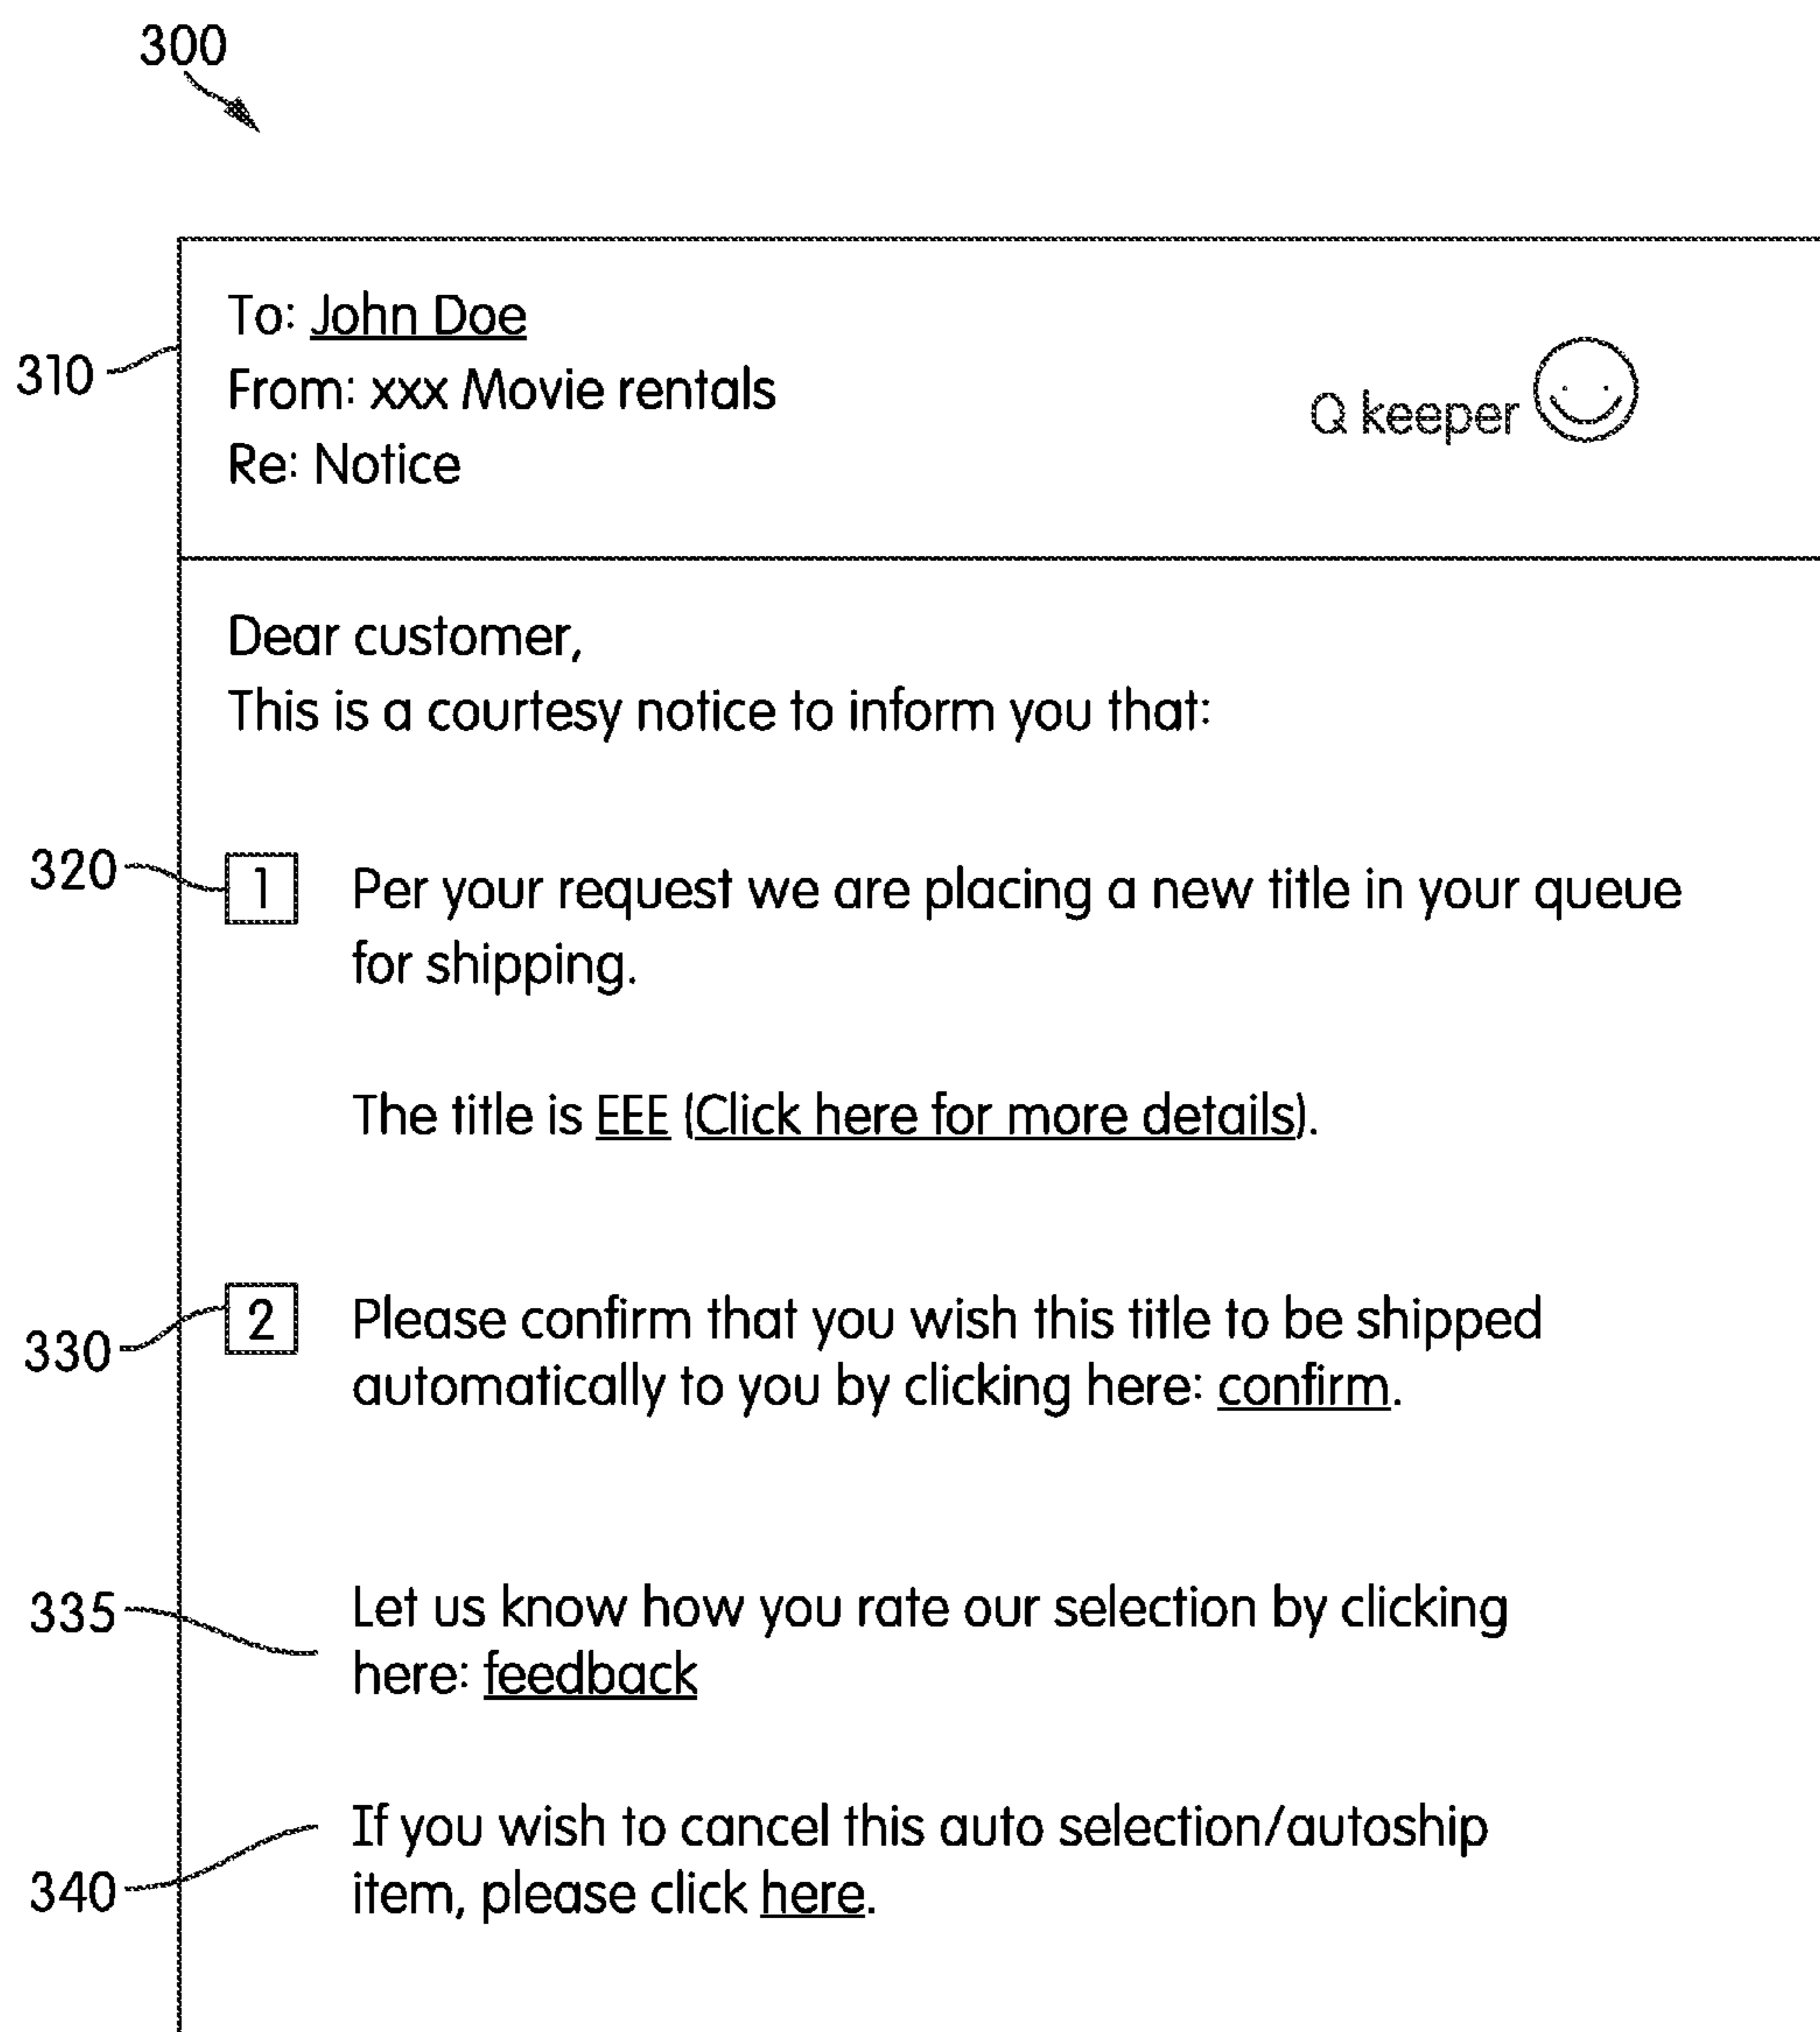 300
310
To: John Doe
From: xxx Movie rentals
Re: Notice
Q keeper
Dear customer,
This is a courtesy notice to inform you that:
320
1
Per your request we are placing a new title in your queue
for shipping.
The title is EEE (Click here for more details).
330
2
Please confirm that you wish this title to be shipped
automatically to you by clicking here: confirm.
335
Let us know how you rate our selection by clicking
here: feedback
340
If you wish to cancel this auto selection/autoship
item, please click here.